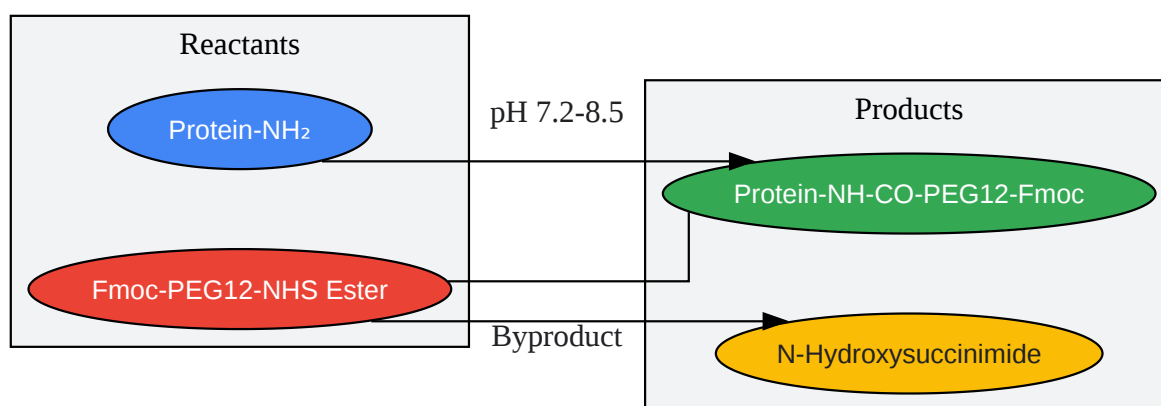 Reactants
Protein-NH₂
Fmoc-PEG12-NHS Ester
pH 7.2-8.5
Byproduct
Products
Protein-NH-CO-PEG12-Fmoc
N-Hydroxysuccinimide